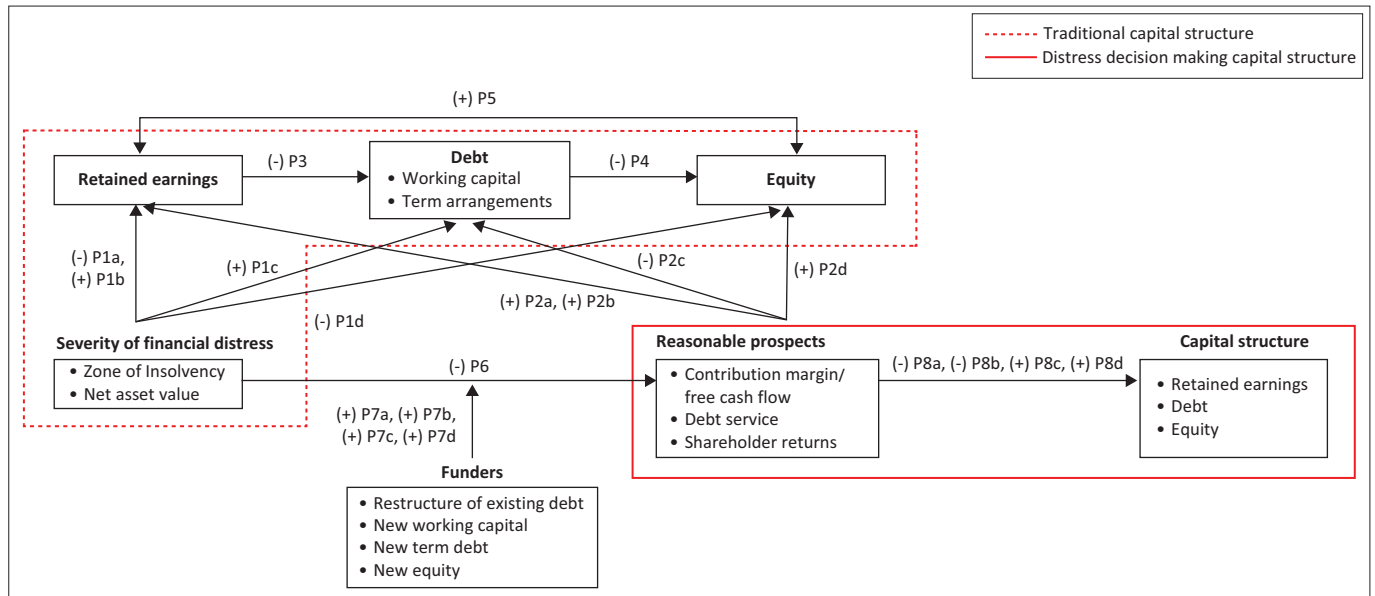 Traditional capital structure
Distress decision making capital structure
(+) P5
Retained earnings
(-) P3
Debt
• Working capital
• Term arrangements
(-) P4
Equity
(-) P1a,
(+) P1b
(+) P1c
(-) P1d
(+) P2a, (+) P2b
(-) P2c
(+) P2d
Severity of financial distress
• Zone of Insolvency
• Net asset value
(-) P6
(+) P7a, (+) P7b,
(+) P7c, (+) P7d
Funders
• Restructure of existing debt
• New working capital
• New term debt
• New equity
Reasonable prospects
• Contribution margin/
free cash flow
• Debt service
• Shareholder returns
(-) P8a, (-) P8b, (+) P8c, (+) P8d
Capital structure
• Retained earnings
• Debt
• Equity